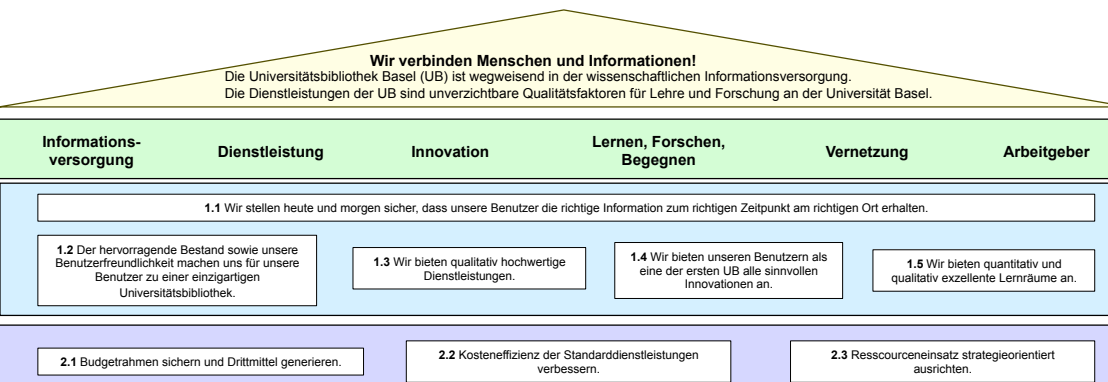 Wir verbinden Menschen und Informationen!
Die Universitätsbibliothek Basel (UB) ist wegweisend in der wissenschaftlichen Informationsversorgung.
Die Dienstleistungen der UB sind unverzichtbare Qualitätsfaktoren für Lehre und Forschung an der Universität Basel.
Informations-
versorgung
Dienstleistung
Innovation
Lernen, Forschen,
Begegnen
Vernetzung
Arbeitgeber
1.1 Wir stellen heute und morgen sicher, dass unsere Benutzer die richtige Information zum richtigen Zeitpunkt am richtigen Ort erhalten.
1.2 Der hervorragende Bestand sowie unsere
Benutzerfreundlichkeit machen uns für unsere
Benutzer zu einer einzigartigen
Universitätsbibliothek.
1.3 Wir bieten qualitativ hochwertige
Dienstleistungen.
1.4 Wir bieten unseren Benutzern als
eine der ersten UB alle sinnvollen
Innovationen an.
1.5 Wir bieten quantitativ und
qualitativ exzellente Lernräume an.
2.1 Budgetrahmen sichern und Drittmittel generieren.
2.2 Kosteneffizienz der Standarddienstleistungen
verbessern.
2.3 Resscourceneinsatz strategieorientiert
ausrichten.